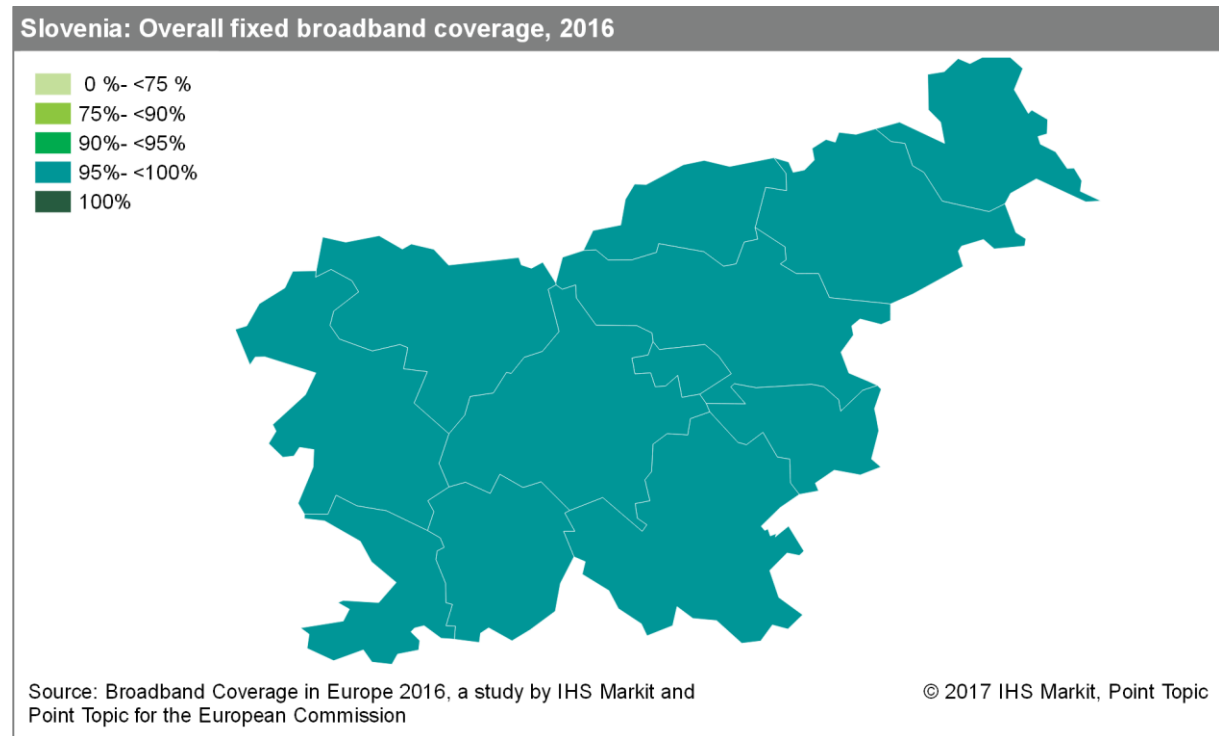 Slovenia: Overall fixed broadband coverage, 2016
0 %- <75 %
75%- <90%
90%- <95%
95%- <100%
100%
Source: Broadband Coverage in Europe 2016, a study by IHS Markit and
Point Topic for the European Commission
© 2017 IHS Markit, Point Topic